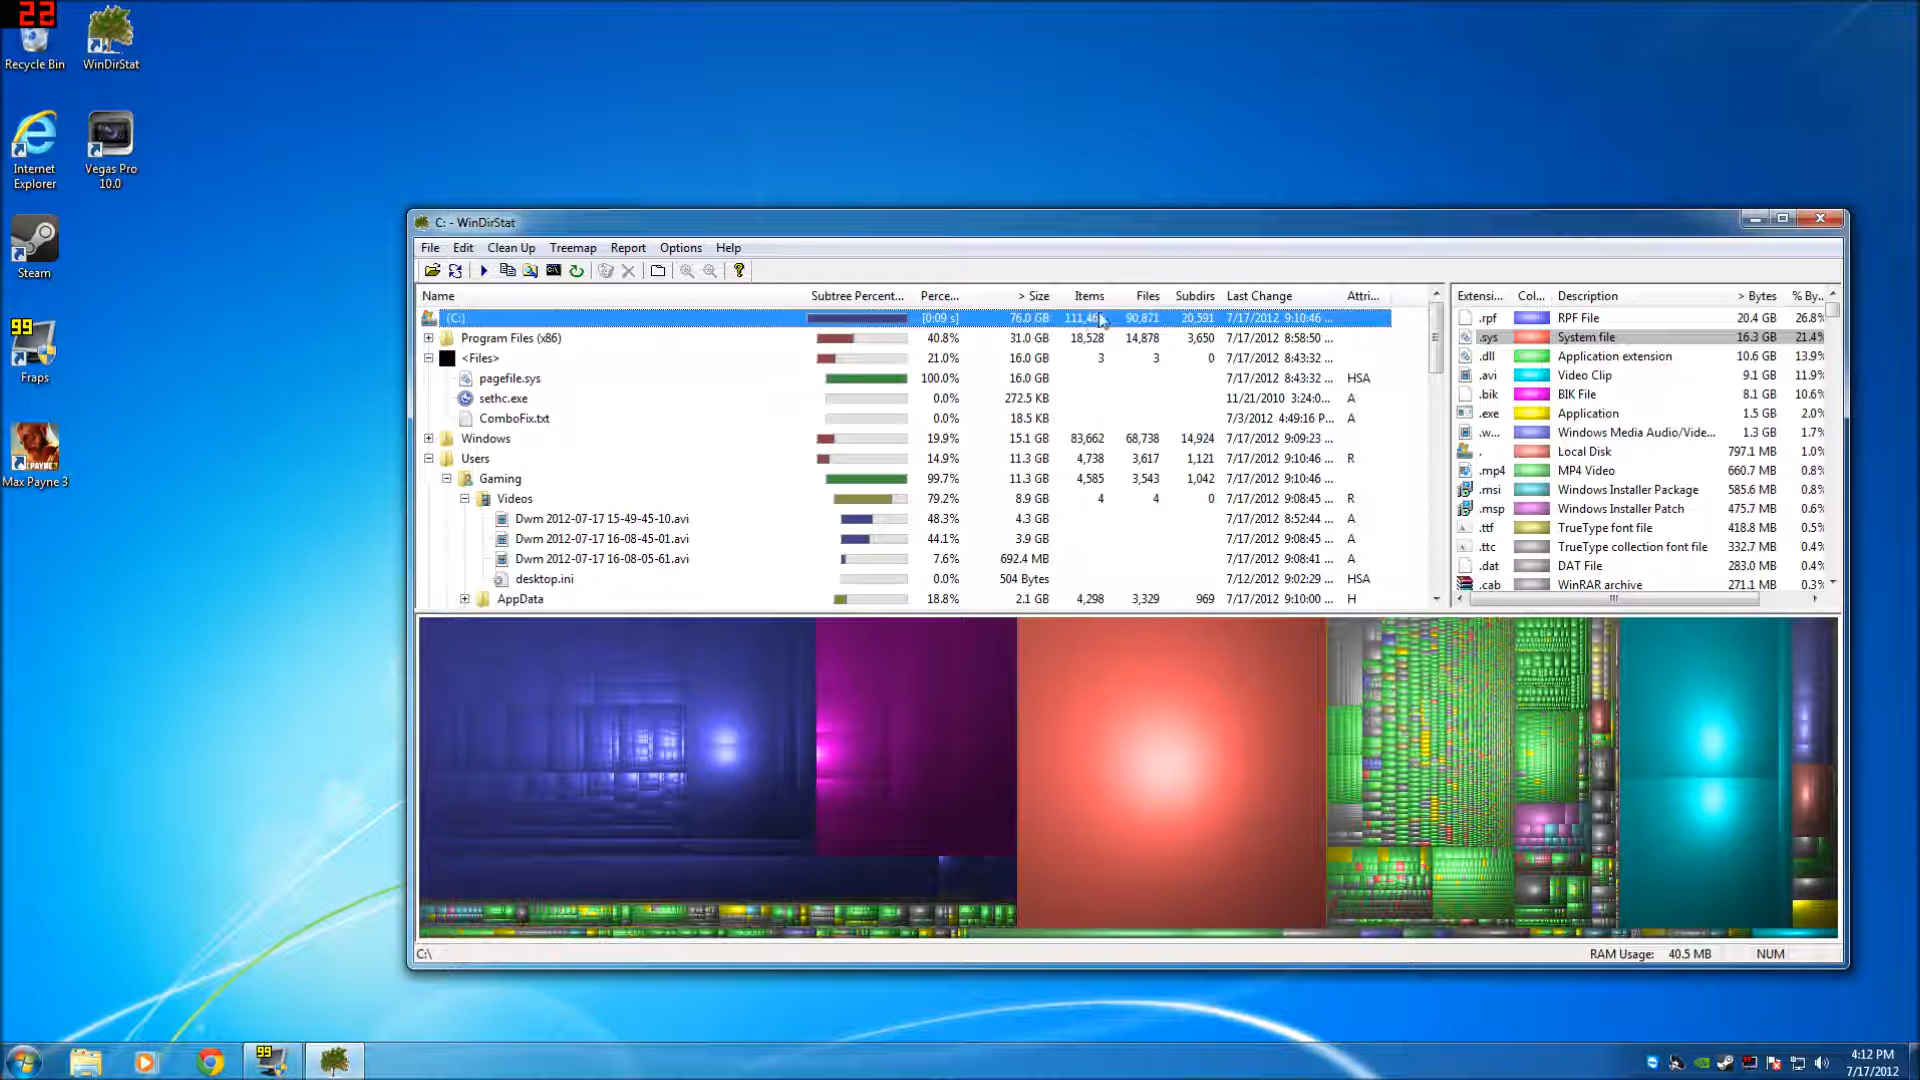 22
Recycle Bin
WinDirStat
Internet Explorer
Vegas Pro 10.0
Steam
99
Fraps
Max Payne 3
C: - WinDirStat
File Edit Clean Up Treemap Report Options Help
Name Subtree Percent... Perce... > Size Items Files Subdirs Last Change Attri...
(C:) [0:09 s] 76.0 GB 90,871 20,591 7/17/2012 9:10:46 ...
Program Files (x86) 40.8% 31.0 GB 18,528 14,878 3,650 7/17/2012 8:58:50 ...
<Files> 21.0% 16.0 GB 3 3 0 7/17/2012 8:43:32 ...
pagefile.sys 100.0% 16.0 GB 7/17/2012 8:43:32 ... HSA
sethc.exe 0.0% 272.5 KB 11/21/2010 3:24:0... A
ComboFix.txt 0.0% 18.5 KB 7/3/2012 4:49:16 P... A
Windows 19.9% 15.1 GB 83,662 68,738 14,924 7/17/2012 9:09:23 ...
Users 14.9% 11.3 GB 4,738 3,617 1,121 7/17/2012 9:10:46 ... R
Gaming 99.7% 11.3 GB 4,585 3,543 1,042 7/17/2012 9:10:46 ...
Videos 79.2% 8.9 GB 4 4 0 7/17/2012 9:08:45 ... R
Dwm 2012-07-17 15-49-45-10.avi 48.3% 4.3 GB 7/17/2012 8:52:44 ... A
Dwm 2012-07-17 16-08-45-01.avi 44.1% 3.9 GB 7/17/2012 9:08:45 ... A
Dwm 2012-07-17 16-08-05-61.avi 7.6% 692.4 MB 7/17/2012 9:08:41 ... A
desktop.ini 0.0% 504 Bytes 7/12/2012 9:02:29 ... HSA
AppData 18.8% 2.1 GB 4,298 3,329 969 7/17/2012 9:10:00 ... H
Extensi... Col... Description > Bytes % By...
.rpf RPF File 20.4 GB 26.8%
.sys System file 16.3 GB 21.4%
.dll Application extension 10.6 GB 13.9%
.avi Video Clip 9.1 GB 11.9%
.bik BIK File 8.1 GB 10.6%
.exe Application 1.5 GB 2.0%
.w... Windows Media Audio/Vide... 1.3 GB 1.7%
. Local Disk 797.1 MB 1.0%
.mp4 MP4 Video 660.7 MB 0.8%
.msi Windows Installer Package 585.6 MB 0.8%
.msp Windows Installer Patch 475.7 MB 0.6%
.ttf TrueType font file 418.8 MB 0.5%
.ttc TrueType collection font file 332.7 MB 0.4%
.dat DAT File 283.0 MB 0.4%
.cab WinRAR archive 271.1 MB 0.3%
C:\ RAM Usage: 40.5 MB NUM
99
4:12 PM
7/17/2012